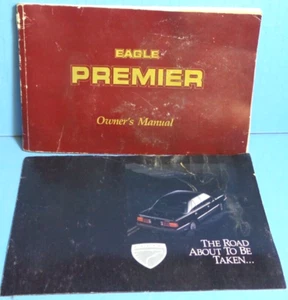 EAGLE
PREMIER
Owner's Manual
THE ROAD
ABOUT TO BE
TAKEN...